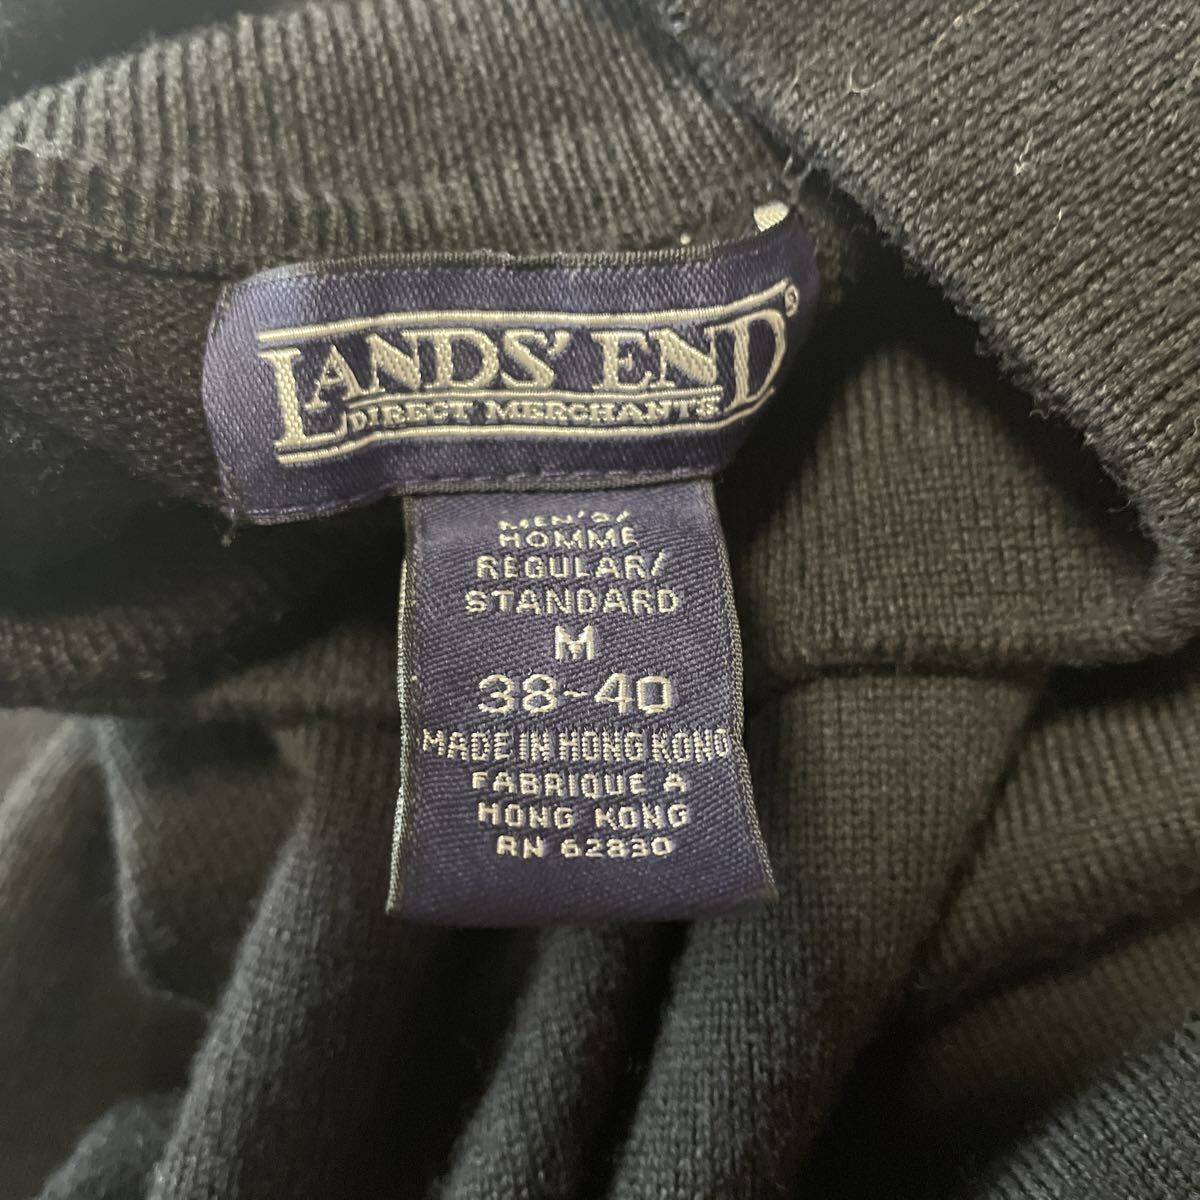 LANDS' END®
DIRECT MERCHANTS
MEN'S/
HOMME
REGULAR/
STANDARD
M
38-40
MADE IN HONG KONG
FABRIQUE A
HONG KONG
RN 62830